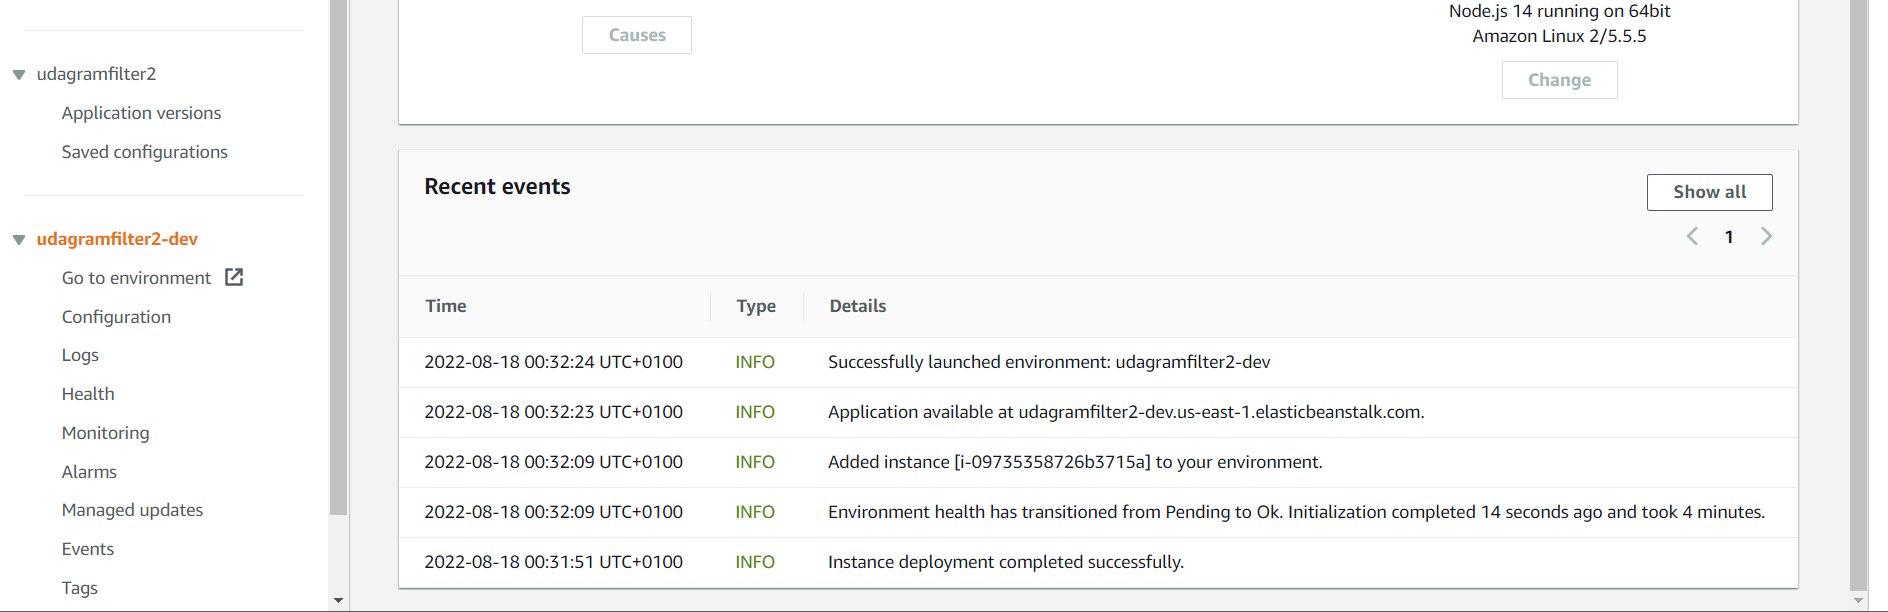 udagramfilter2
Application versions
Saved configurations
udagramfilter2-dev
Go to environment
Configuration
Logs
Health
Monitoring
Alarms
Managed updates
Events
Tags
Causes
Node.js 14 running on 64bit
Amazon Linux 2/5.5.5
Change
Recent events
Show all
1
Time Type Details
2022-08-18 00:32:24 UTC+0100 INFO Successfully launched environment: udagramfilter2-dev
2022-08-18 00:32:23 UTC+0100 INFO Application available at udagramfilter2-dev.us-east-1.elasticbeanstalk.com.
2022-08-18 00:32:09 UTC+0100 INFO Added instance [i-09735358726b3715a] to your environment.
2022-08-18 00:32:09 UTC+0100 INFO Environment health has transitioned from Pending to Ok. Initialization completed 14 seconds ago and took 4 minutes.
2022-08-18 00:31:51 UTC+0100 INFO Instance deployment completed successfully.